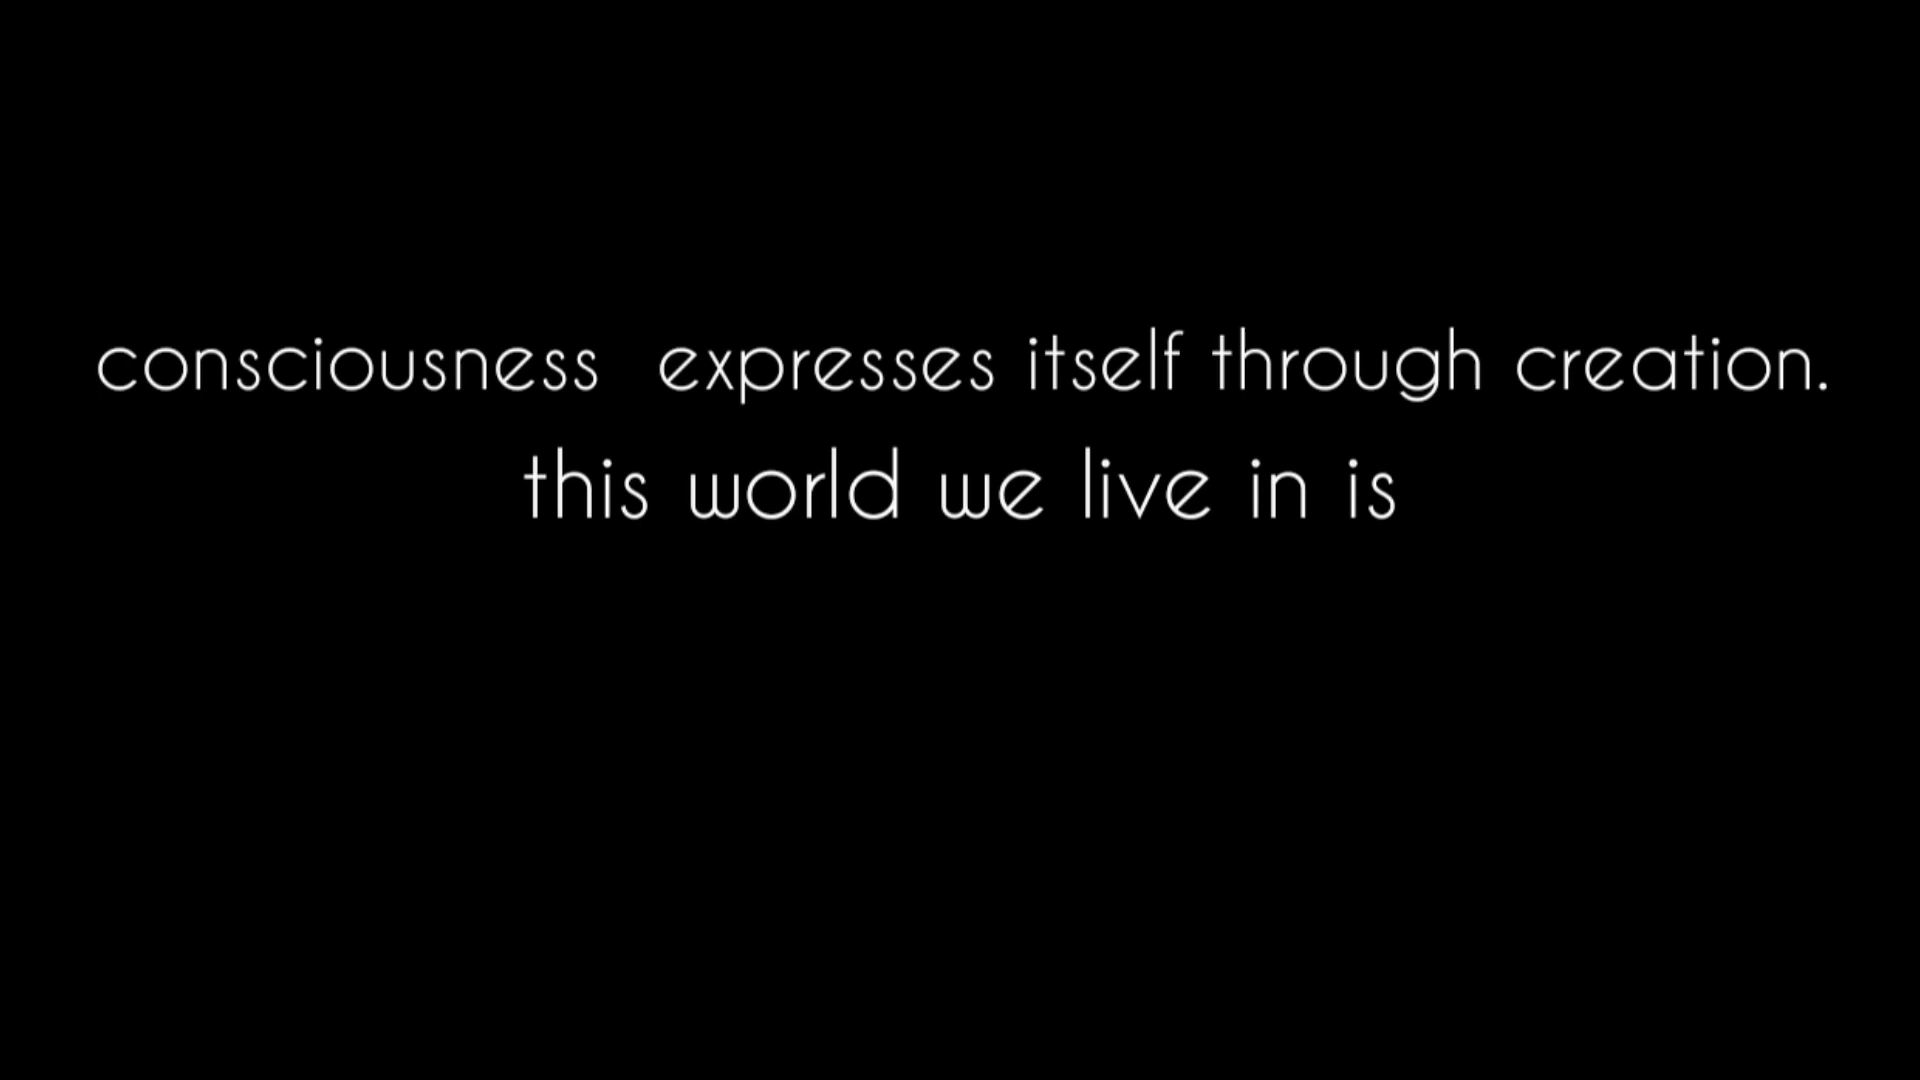 consciousness  expresses itself through creation.
this world we live in is